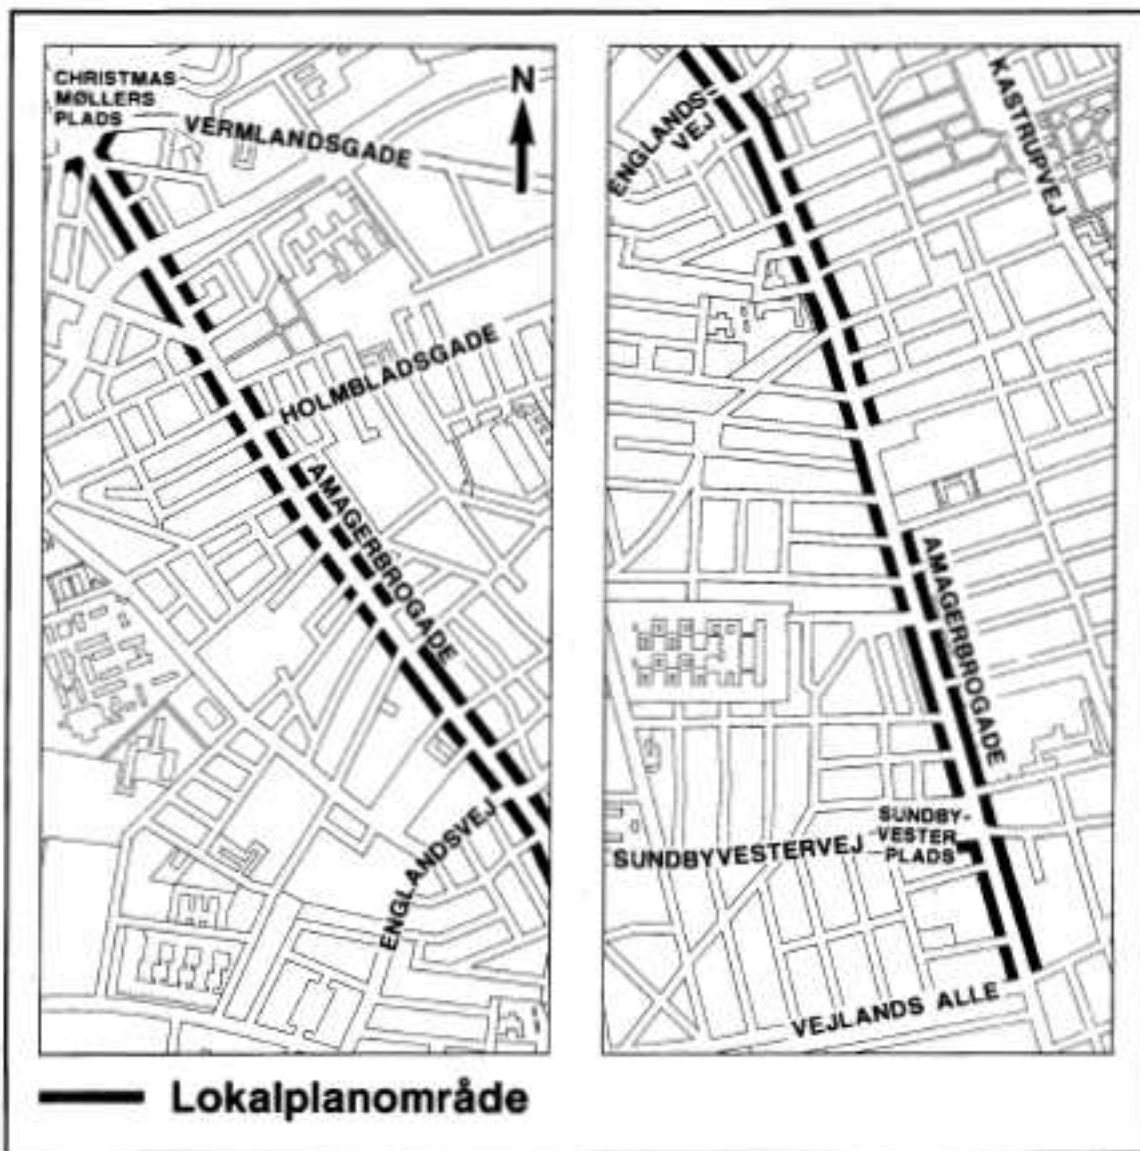 CHRISTMAS
MØLLERS
PLADS
VERMLANDSGADE
N
HOLMBLADSGADE
AMAGERBROGADE
ENGLANDSVEJ
ENGLANDS
VEJ
KASTRUPVEJ
AMAGERBROGADE
SUNDBY-
VESTER
PLADS
SUNDBYVESTERVEJ
VEJLANDS ALLE
Lokalplanområde